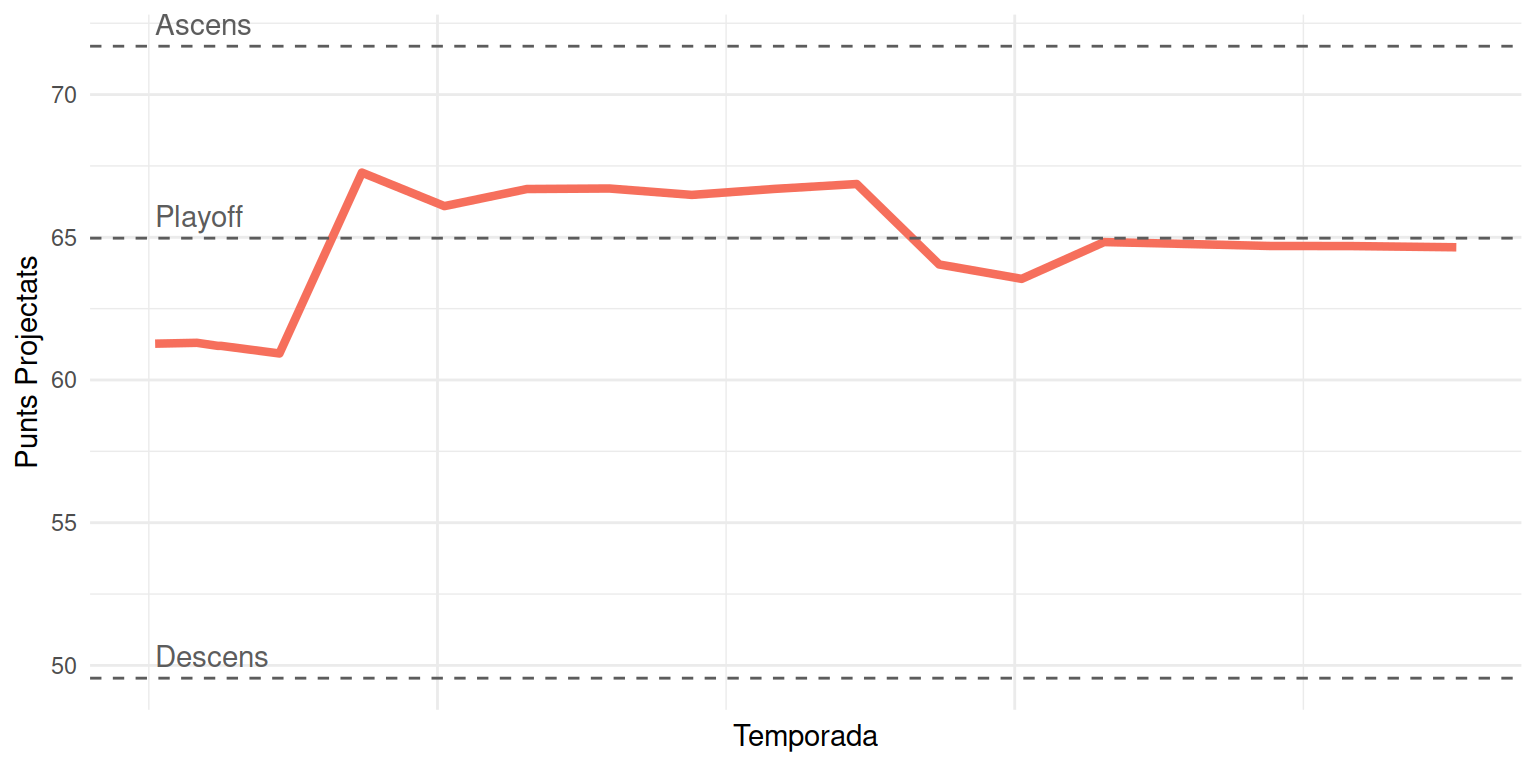 Ascens
70
Playoff
65
60
55
Descens
50
Punts Projectats
Temporada